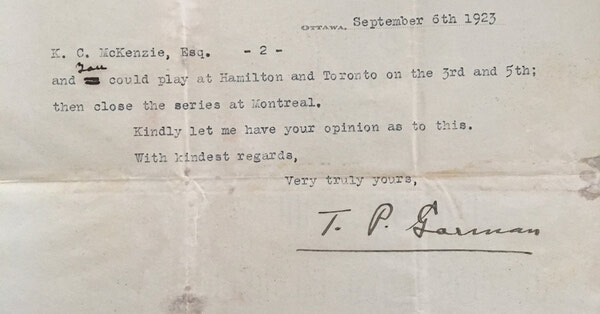 OTTAWA, September 6th 1923
K. C. McKenzie, Esq. - 2 -
you
and could play at Hamilton and Toronto on the 3rd and 5th;
then close the series at Montreal.
Kindly let me have your opinion as to this.
With kindest regards,
Very truly yours,
T. P. Gorman